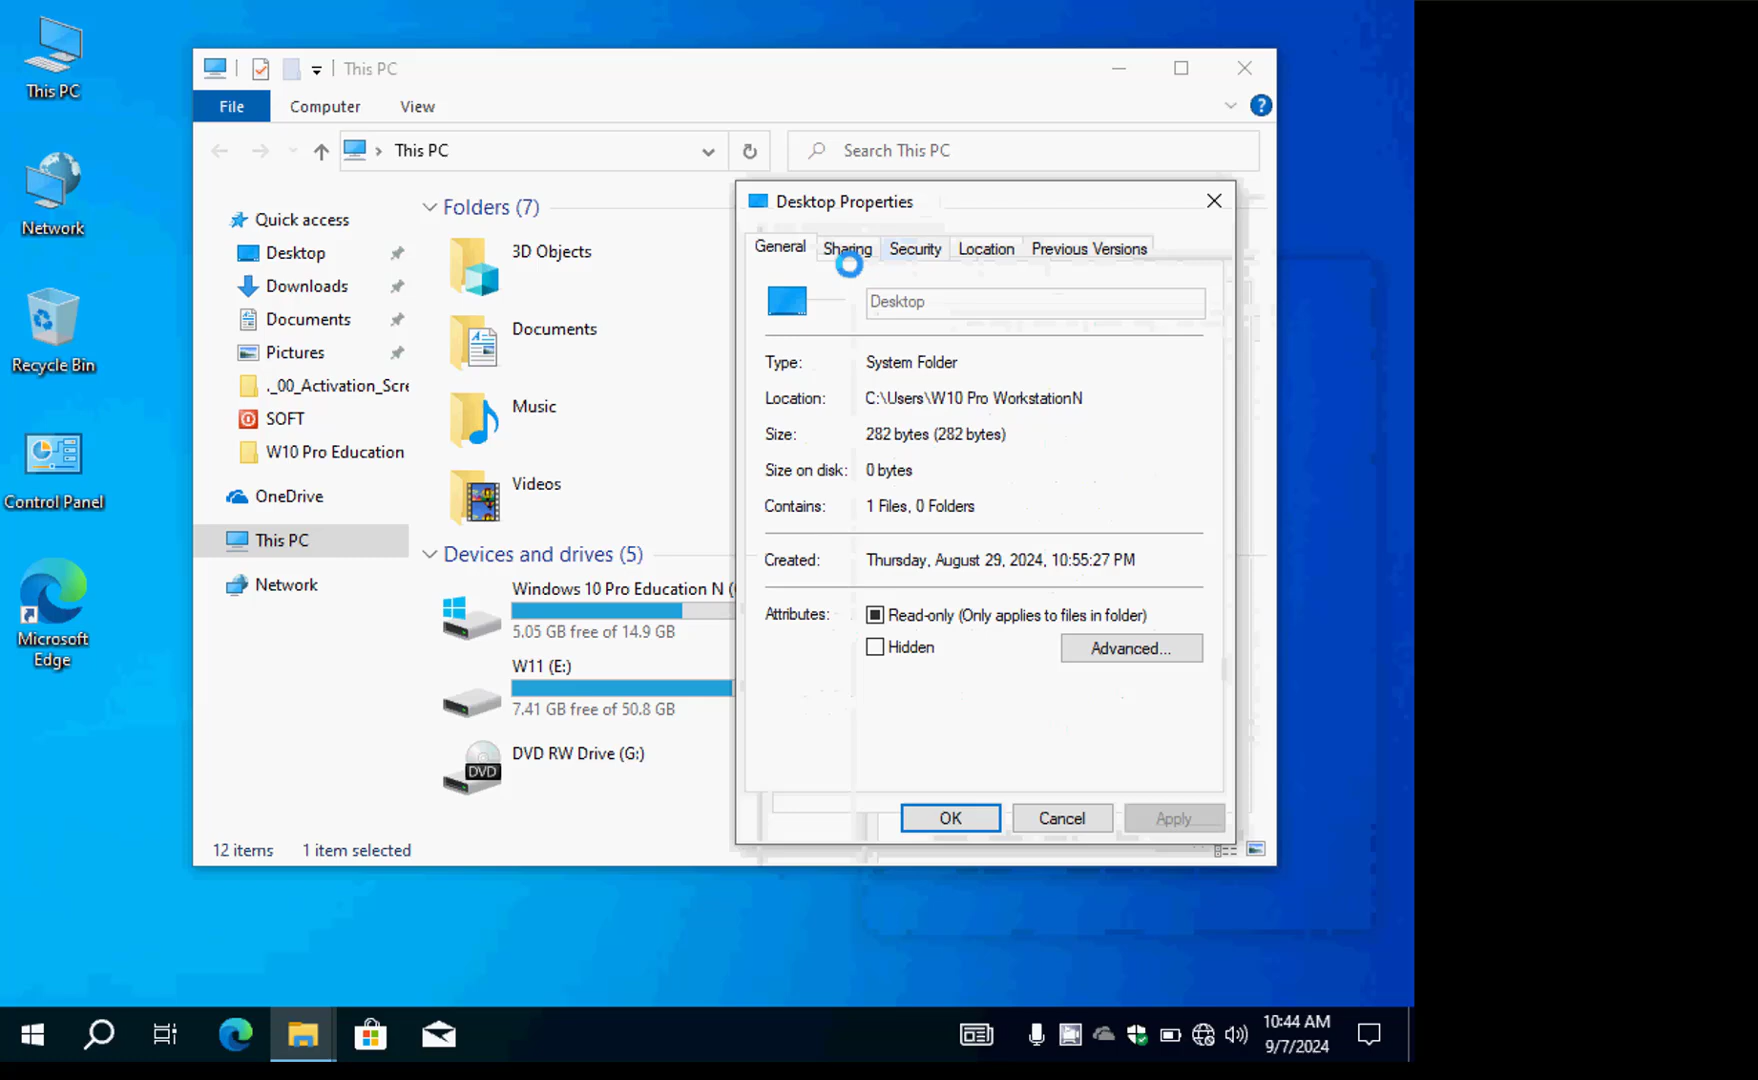 This PC
Network
Recycle Bin
Control Panel
Microsoft
Edge
This PC
File
Computer
View
This PC
Search This PC
Quick access
Desktop
Downloads
Documents
Pictures
._00_Activation_Scre
SOFT
W10 Pro Education
OneDrive
This PC
Network
Folders (7)
3D Objects
Documents
Music
Videos
Devices and drives (5)
Windows 10 Pro Education N (
5.05 GB free of 14.9 GB
W11 (E:)
7.41 GB free of 50.8 GB
DVD RW Drive (G:)
DVD
12 items
1 item selected
Desktop Properties
General
Sharing
Security
Location
Previous Versions
Desktop
Type: System Folder
Location: C:\Users\W10 Pro WorkstationN
Size: 282 bytes (282 bytes)
Size on disk: 0 bytes
Contains: 1 Files, 0 Folders
Created: Thursday, August 29, 2024, 10:55:27 PM
Attributes: Read-only (Only applies to files in folder)
Hidden
Advanced...
OK
Cancel
Apply
10:44 AM
9/7/2024